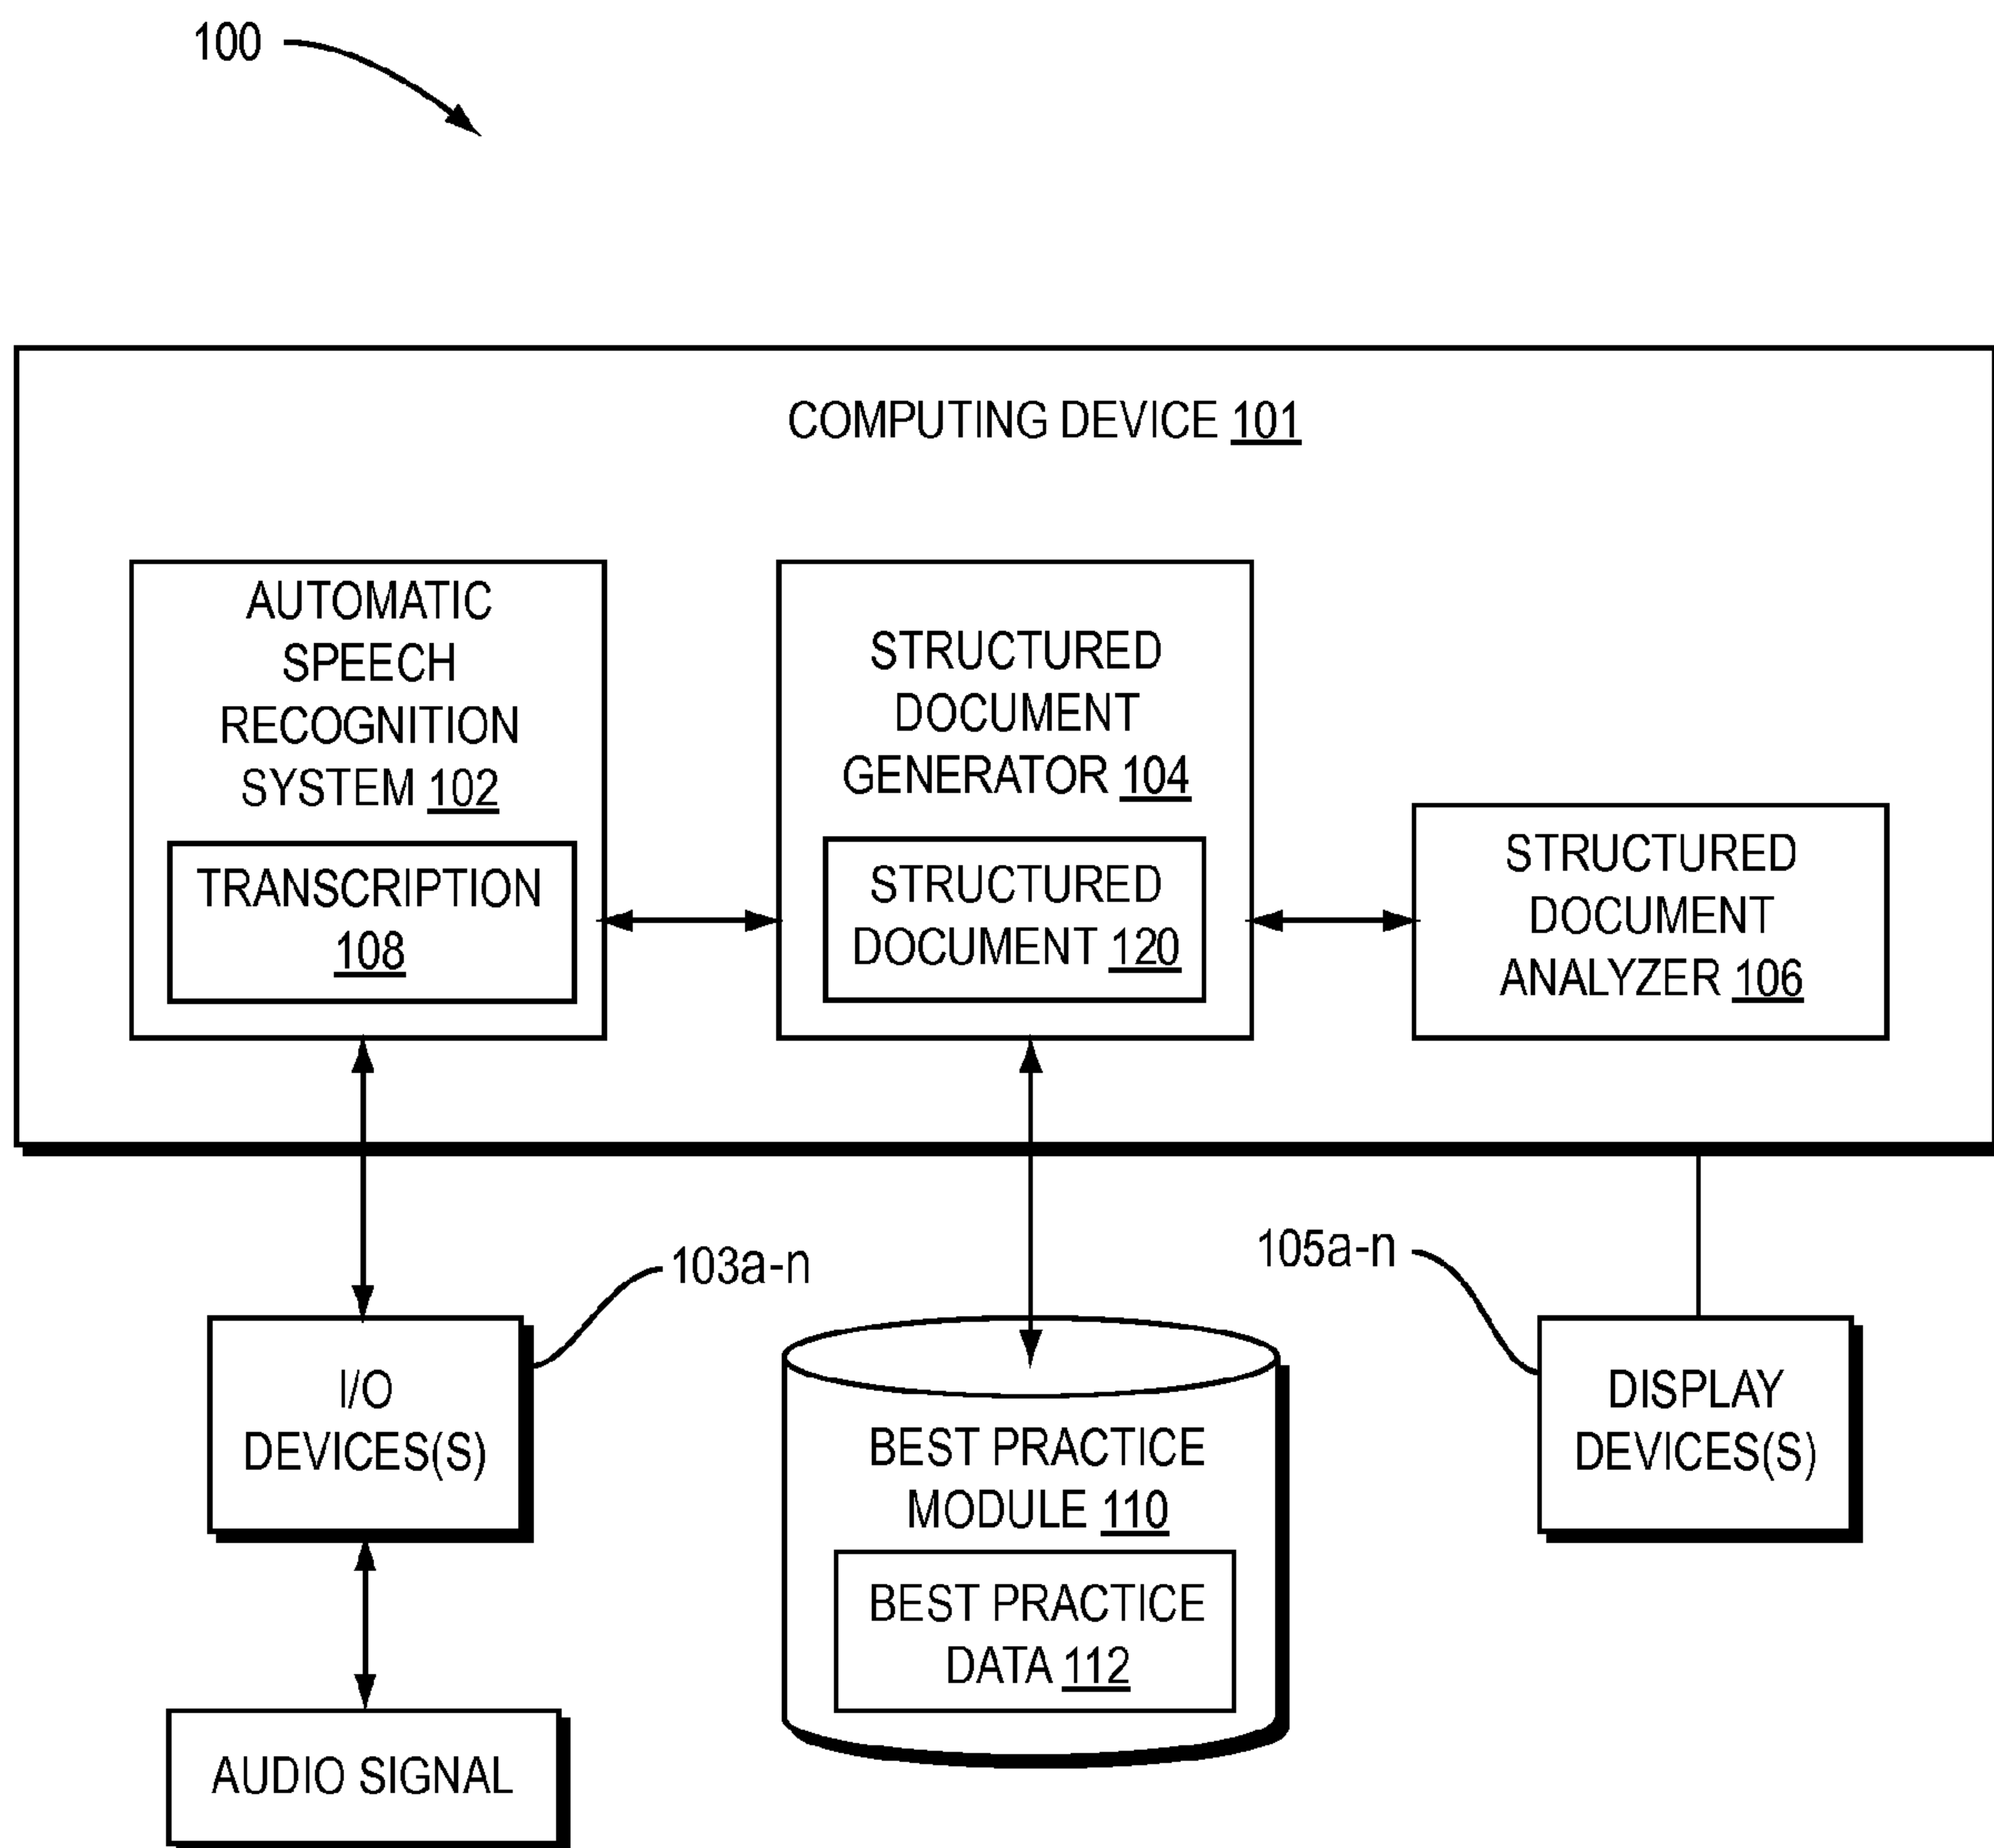 100
COMPUTING DEVICE 101
AUTOMATIC
SPEECH
RECOGNITION
SYSTEM 102
TRANSCRIPTION
108
STRUCTURED
DOCUMENT
GENERATOR 104
STRUCTURED
DOCUMENT 120
STRUCTURED
DOCUMENT
ANALYZER 106
103a-n
105a-n
I/O
DEVICES(S)
BEST PRACTICE
MODULE 110
BEST PRACTICE
DATA 112
DISPLAY
DEVICES(S)
AUDIO SIGNAL